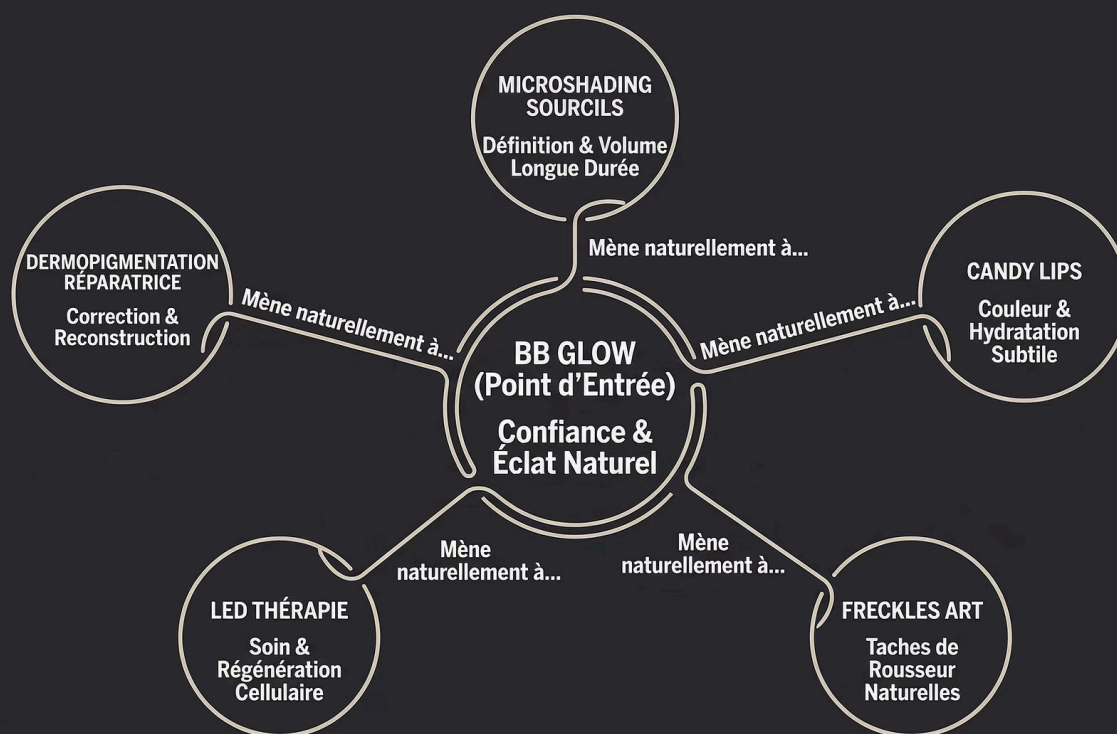 MICROSHADING
SOURCILS
Définition & Volume
Longue Durée
Mène naturellement à...
DERMOPIGMENTATION
RÉPARATRICE
Correction &
Reconstruction
Mène naturellement à...
CANDY LIPS
Couleur &
Hydratation
Subtile
Mène naturellement à...
BB GLOW
(Point d’Entrée)
Confiance &
Éclat Naturel
Mène
naturellement à...
LED THÉRAPIE
Soin &
Régénération
Cellulaire
Mène
naturellement à...
FRECKLES ART
Taches de
Rousseur
Naturelles